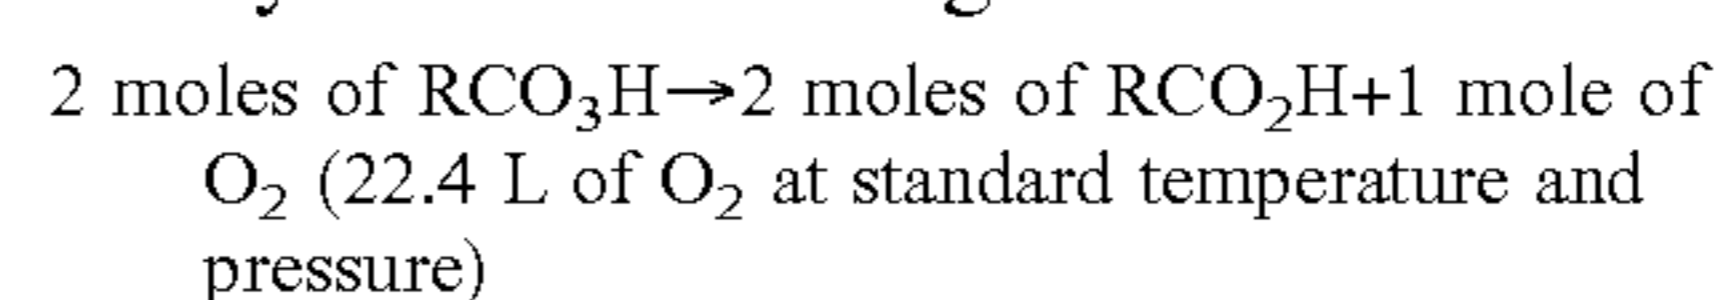 2 moles of RCO₃H→2 moles of RCO₂H+1 mole of
O₂ (22.4 L of O₂ at standard temperature and
pressure)